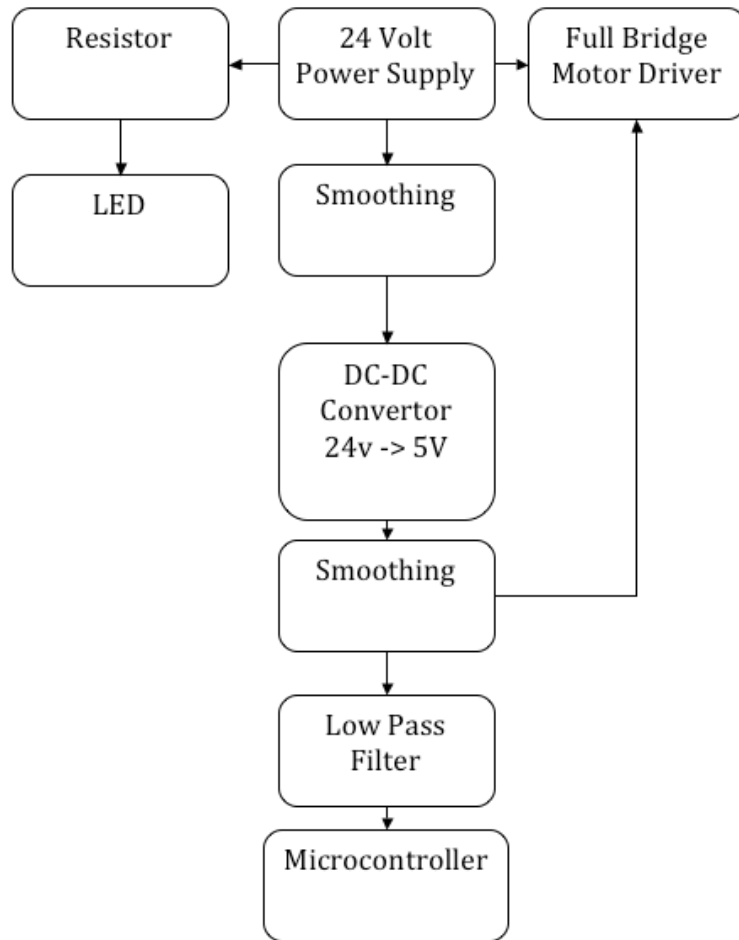 Resistor
24 Volt
Power Supply
Full Bridge
Motor Driver
LED
Smoothing
DC-DC
Convertor
24v -> 5V
Smoothing
Low Pass
Filter
Microcontroller